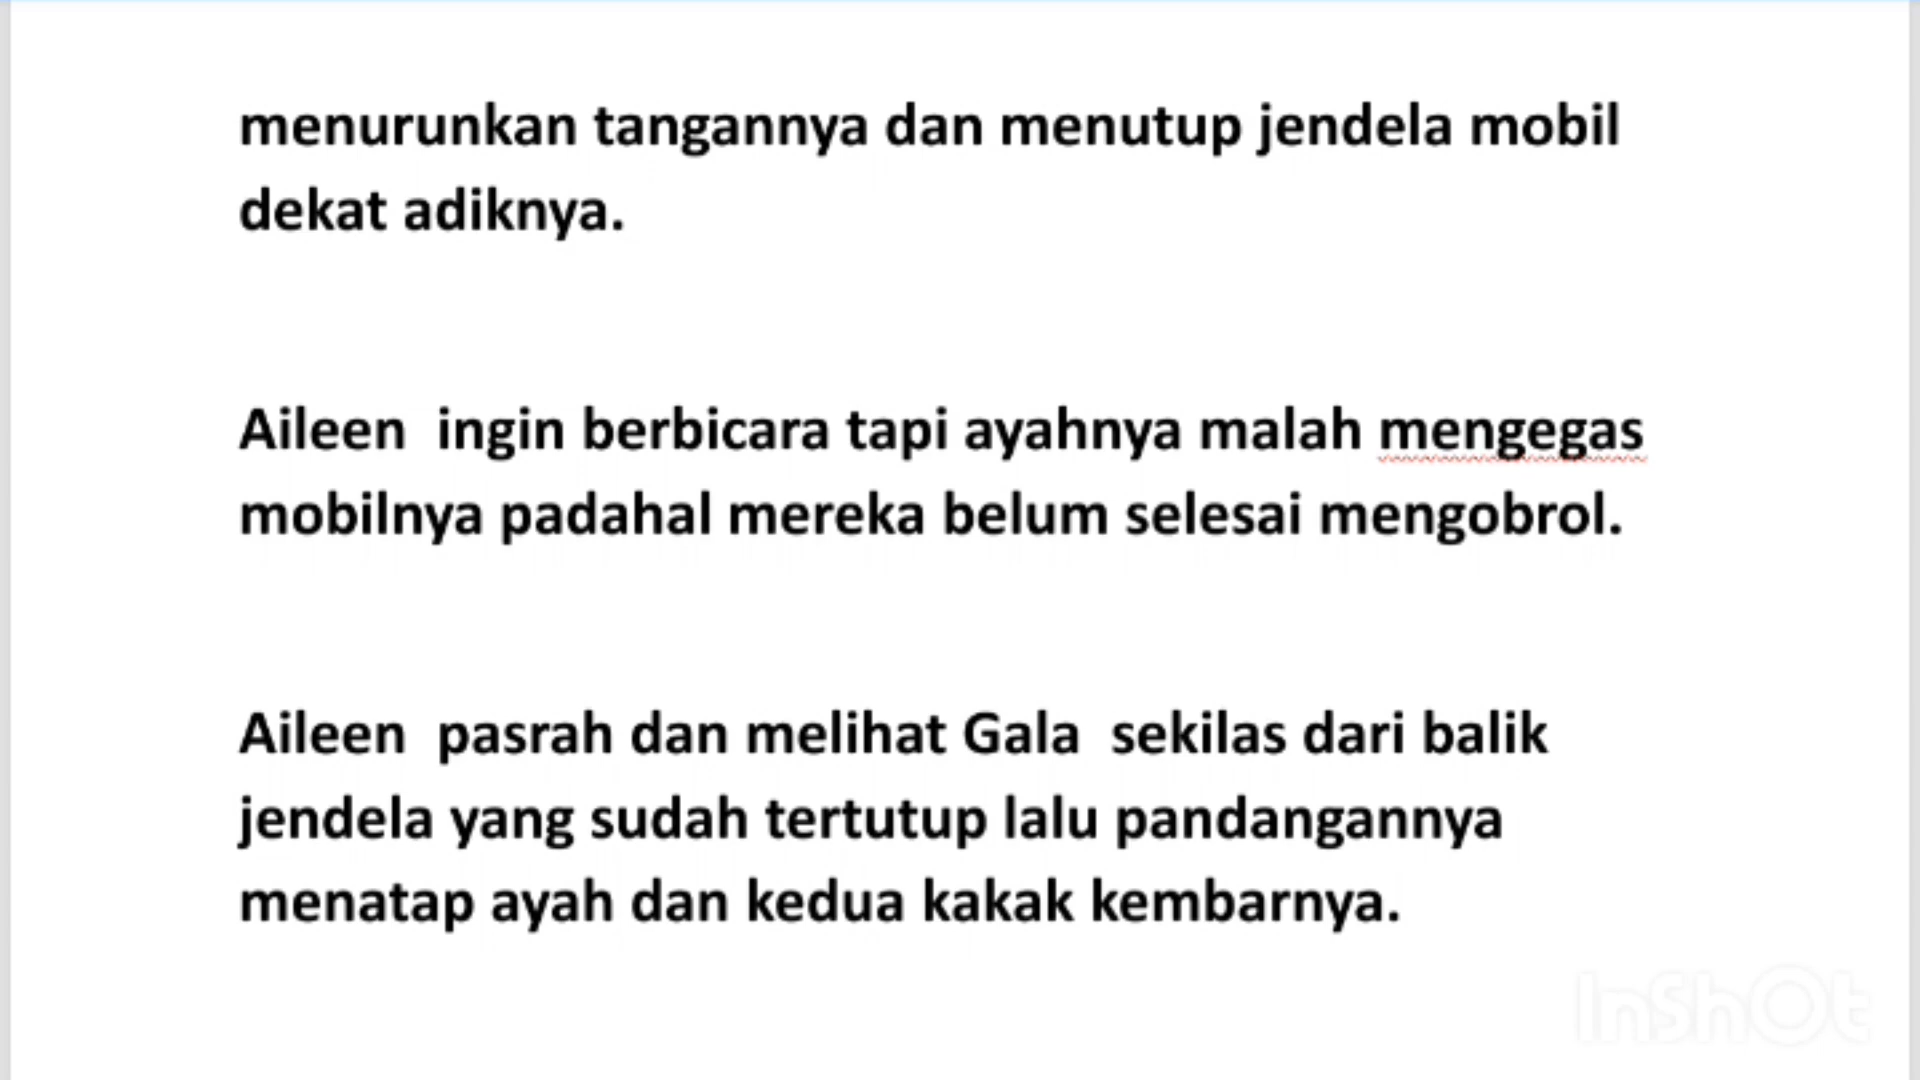 menurunkan tangannya dan menutup jendela mobil
dekat adiknya.
Aileen  ingin berbicara tapi ayahnya malah mengegas
mobilnya padahal mereka belum selesai mengobrol.
Aileen  pasrah dan melihat Gala  sekilas dari balik
jendela yang sudah tertutup lalu pandangannya
menatap ayah dan kedua kakak kembarnya.
InShOt